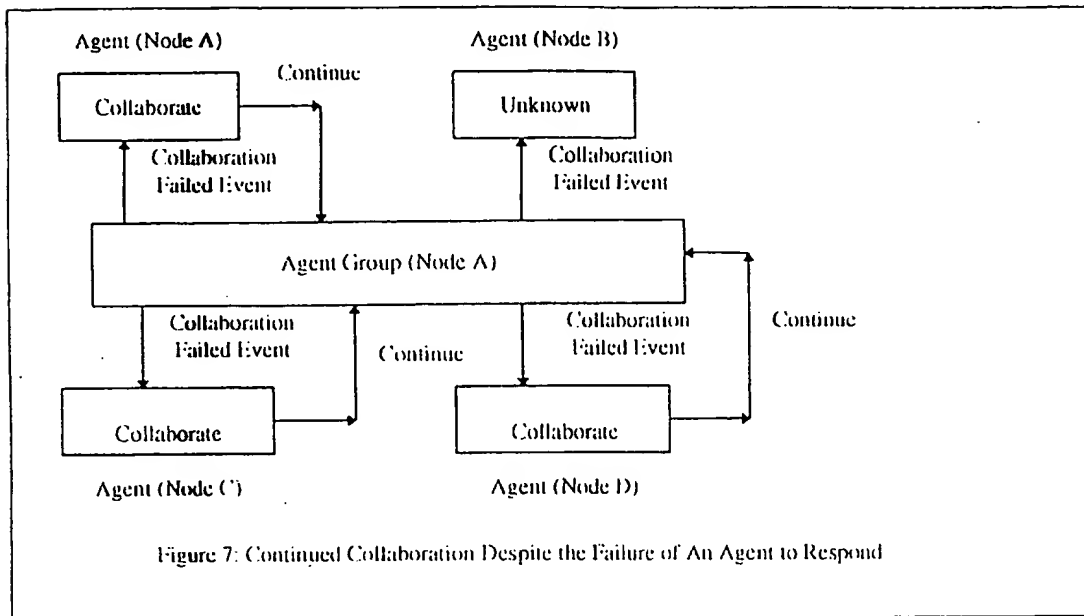 Agent (Node A)
Agent (Node B)
Continue
Collaborate
Unknown
Collaboration
Failed Event
Collaboration
Failed Event
Agent Group (Node A)
Collaboration
Failed Event
Continue
Collaboration
Failed Event
Continue
Collaborate
Collaborate
Agent (Node C)
Agent (Node D)
Figure 7: Continued Collaboration Despite the Failure of An Agent to Respond